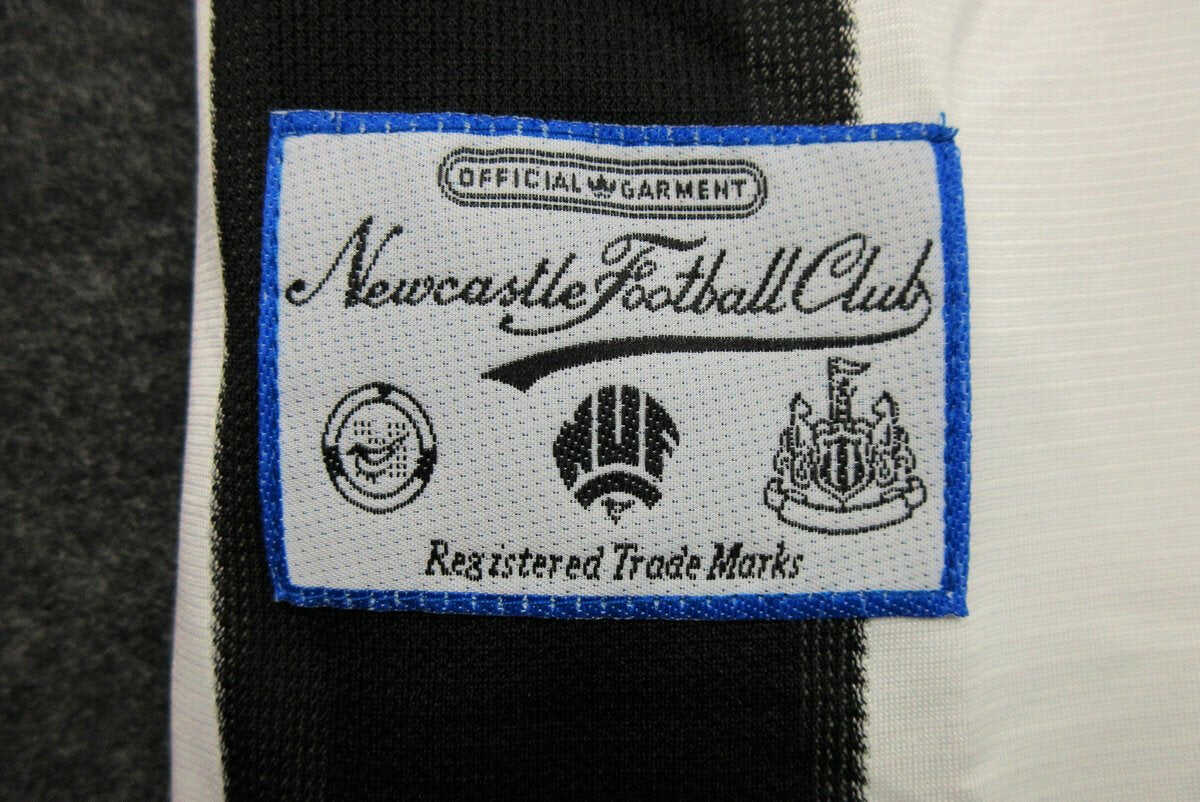 OFFICIAL GARMENT
Newcastle Football Club
Registered Trade Marks